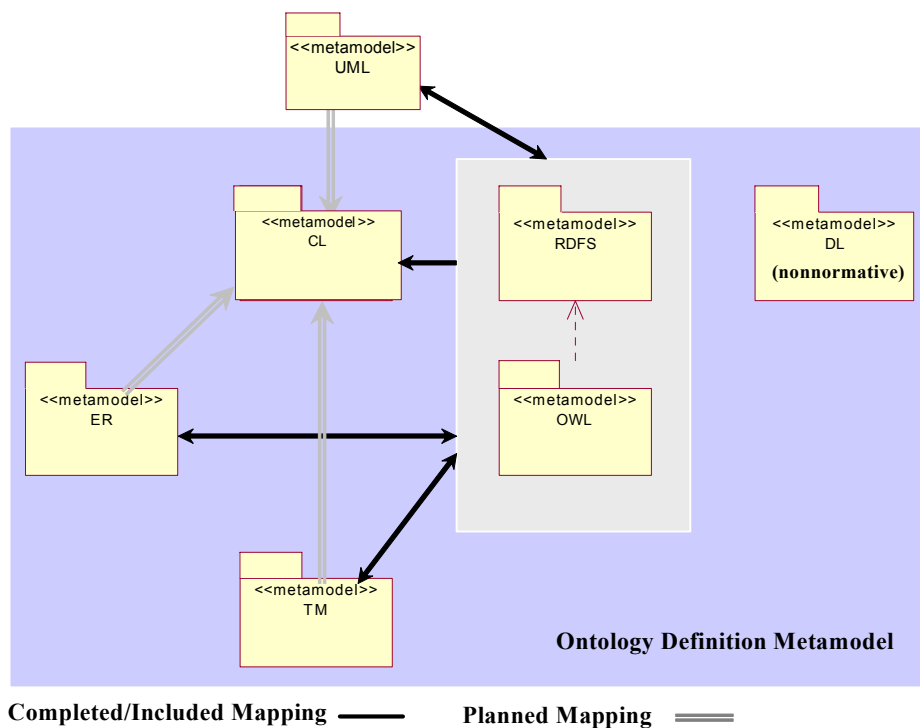 <<metamodel>>
UML
<<metamodel>>
CL
<<metamodel>>
RDFS
<<metamodel>>
DL
(nonnormative)
<<metamodel>>
ER
<<metamodel>>
OWL
<<metamodel>>
TM
Ontology Definition Metamodel
Completed/Included Mapping
Planned Mapping